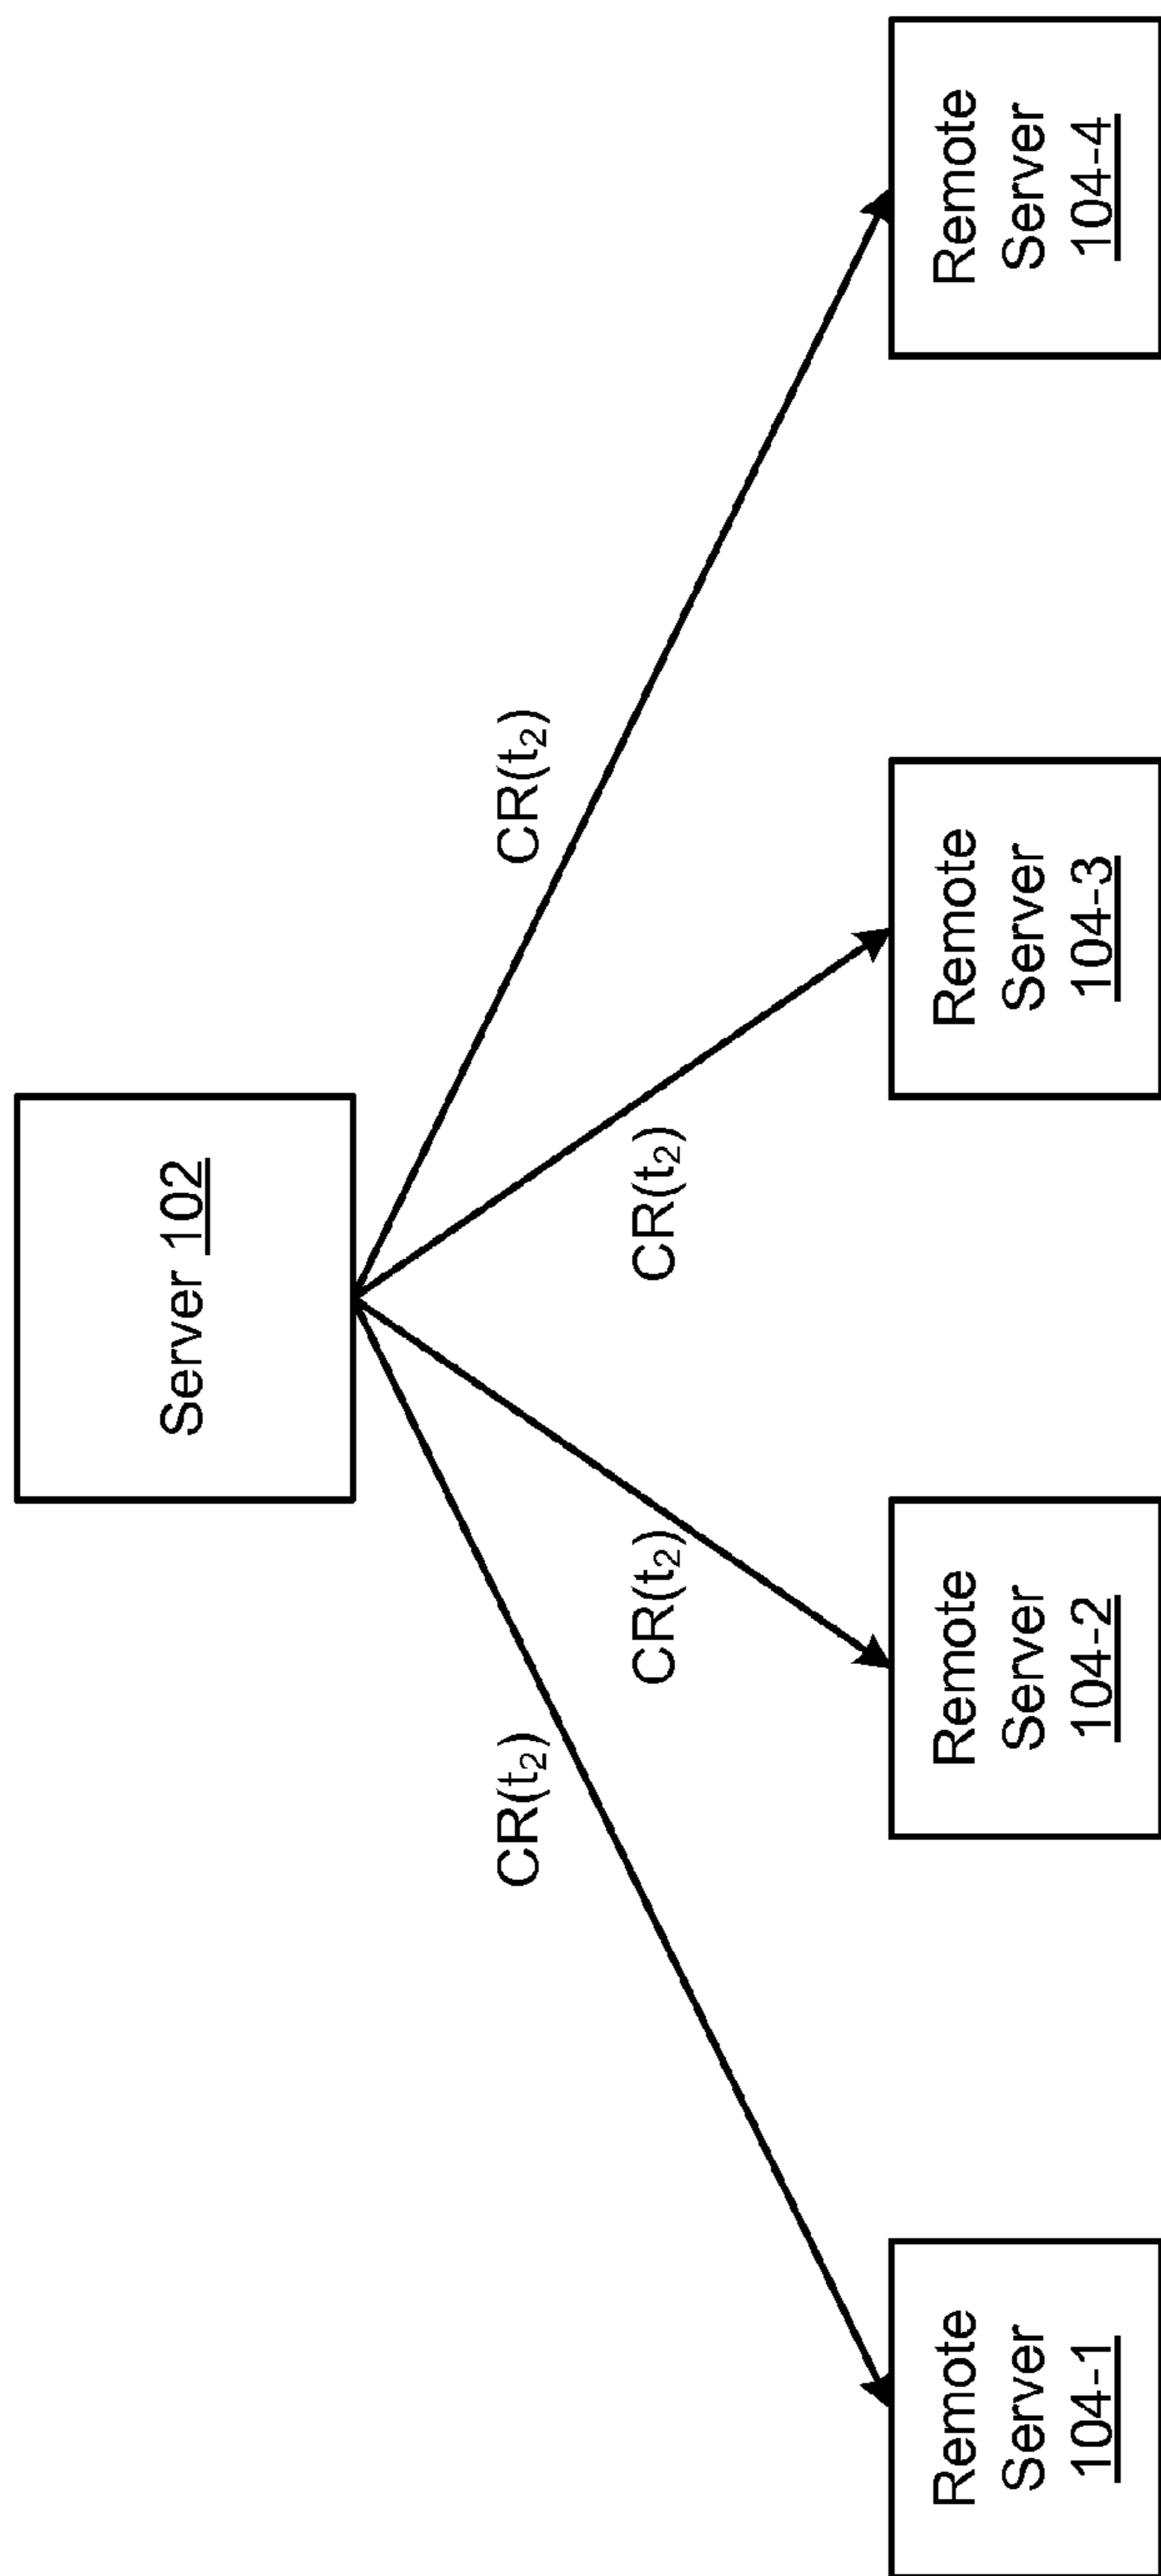 Server 102
CR(t₂)
CR(t₂)
CR(t₂)
CR(t₂)
Remote
Server
104-1
Remote
Server
104-2
Remote
Server
104-3
Remote
Server
104-4